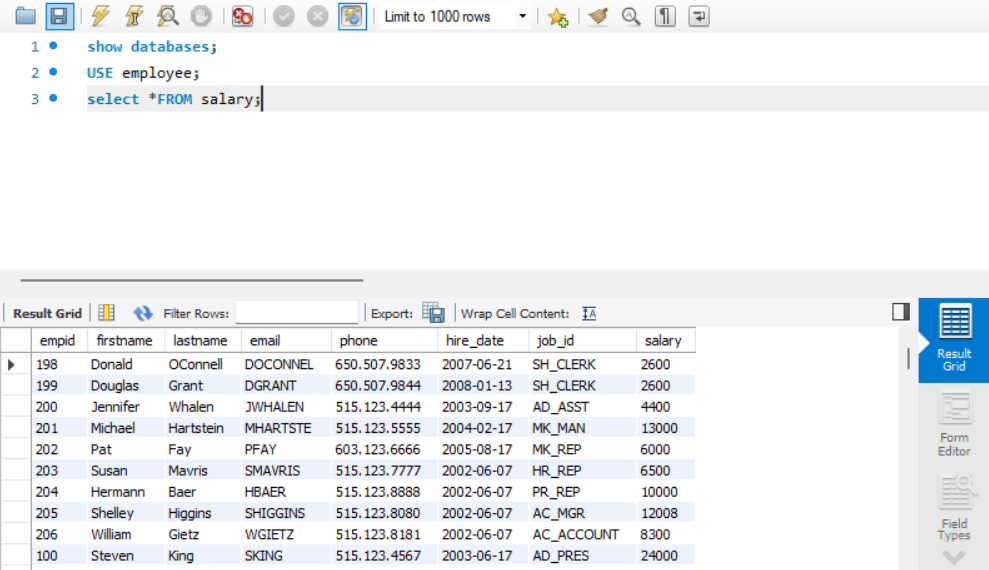 Limit to 1000 rows
1 show databases;
2 USE employee;
3 select *FROM salary;
Result Grid Filter Rows: Export: Wrap Cell Content: IA
empid firstname lastname email phone hire_date job_id salary
198 Donald OConnell DOCONNEL 650.507.9833 2007-06-21 SH_CLERK 2600
199 Douglas Grant DGRANT 650.507.9844 2008-01-13 SH_CLERK 2600
200 Jennifer Whalen JWHALEN 515.123.4444 2003-09-17 AD_ASST 4400
201 Michael Hartstein MHARTSTE 515.123.5555 2004-02-17 MK_MAN 13000
202 Pat Fay PFAY 603.123.6666 2005-08-17 MK_REP 6000
203 Susan Mavris SMAVRIS 515.123.7777 2002-06-07 HR_REP 6500
204 Hermann Baer HBAER 515.123.8888 2002-06-07 PR_REP 10000
205 Shelley Higgins SHIGGINS 515.123.8080 2002-06-07 AC_MGR 12008
206 William Gietz WGIETZ 515.123.8181 2002-06-07 AC_ACCOUNT 8300
100 Steven King SKING 515.123.4567 2003-06-17 AD_PRES 24000
Result
Grid
Form
Editor
Field
Types